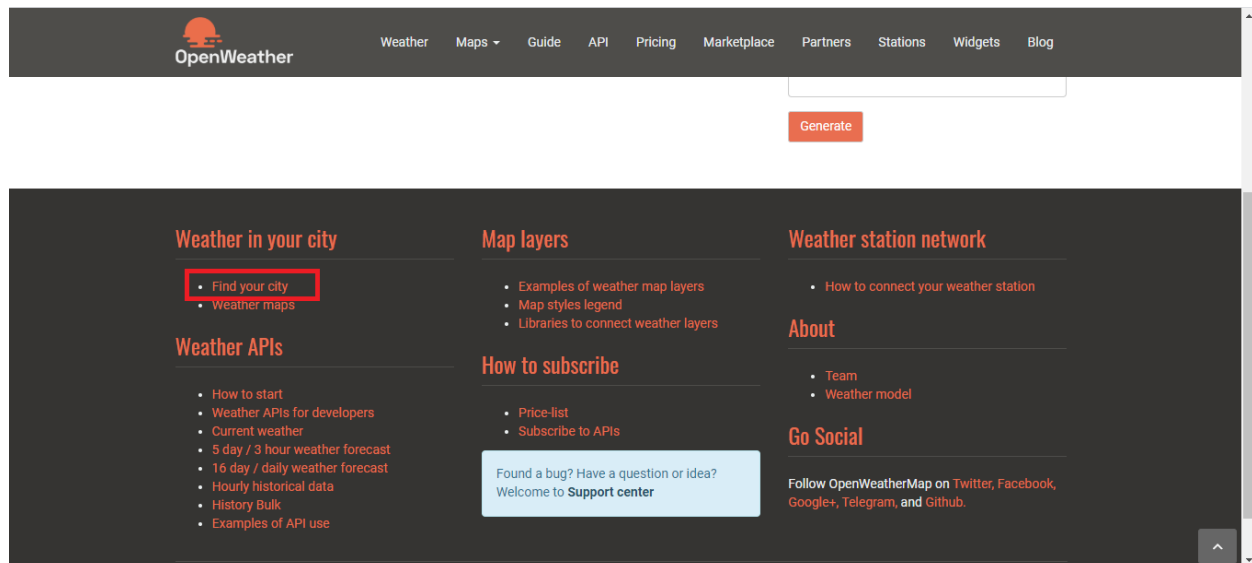 OpenWeather
Weather Maps Guide API Pricing Marketplace Partners Stations Widgets Blog
Generate
Weather in your city
Find your city
Weather maps
Weather APIs
How to start
Weather APIs for developers
Current weather
5 day / 3 hour weather forecast
16 day / daily weather forecast
Hourly historical data
History Bulk
Examples of API use
Map layers
Examples of weather map layers
Map styles legend
Libraries to connect weather layers
How to subscribe
Price-list
Subscribe to APIs
Found a bug? Have a question or idea?
Welcome to Support center
Weather station network
How to connect your weather station
About
Team
Weather model
Go Social
Follow OpenWeatherMap on Twitter, Facebook,
Google+, Telegram, and Github.